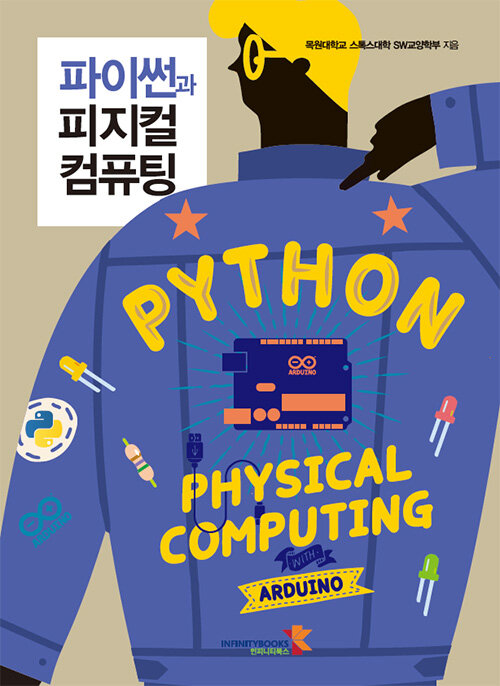 목원대학교 스톡스대학 SW교양학부 지음
파이썬과
피지컬
컴퓨팅
PYTHON
ARDUINO
PHYSICAL
COMPUTING
WITH
ARDUINO
ARDUINO
INFINITYBOOKS
인피니티북스